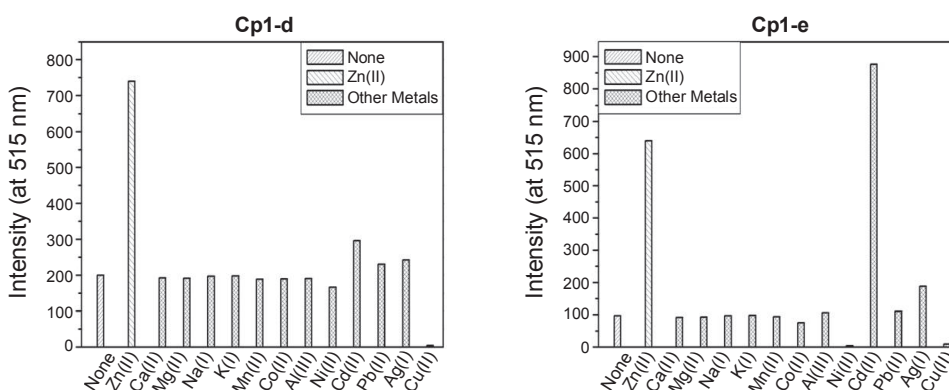 Cp1-d
Intensity (at 515 nm)
800
700
600
500
400
300
200
100
0
None
Zn(II)
Other Metals
None
Zn(II)
Ca(II)
Mg(II)
Na(I)
K(I)
Mn(II)
Co(II)
Al(III)
Ni(II)
Cd(II)
Pb(II)
Ag(I)
Cu(II)
Cp1-e
Intensity (at 515 nm)
900
800
700
600
500
400
300
200
100
0
None
Zn(II)
Other Metals
None
Zn(II)
Ca(II)
Mg(II)
Na(I)
K(I)
Mn(II)
Co(II)
Al(III)
Ni(II)
Cd(II)
Pb(II)
Ag(I)
Cu(II)